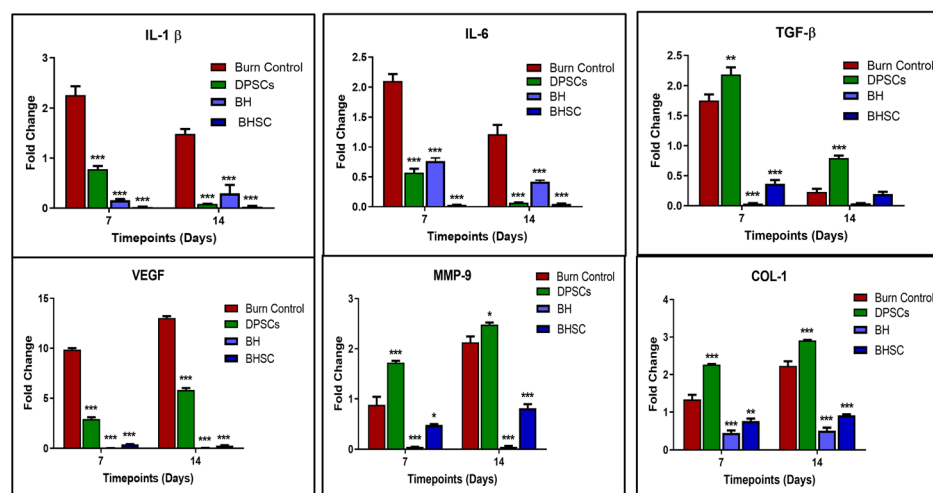 IL-1 β
3
2
1
0
Fold Change
***
***
***
***
***
***
7
14
Timepoints (Days)
Burn Control
DPSCs
BH
BHSC
IL-6
2.5
2.0
1.5
1.0
0.5
0.0
Fold Change
***
***
***
***
***
***
7
14
Timepoints (Days)
Burn Control
DPSCs
BH
BHSC
TGF-β
2.5
2.0
1.5
1.0
0.5
0.0
Fold Change
**
***
***
***
7
14
Timepoints (Days)
Burn Control
DPSCs
BH
BHSC
VEGF
15
10
5
0
Fold Change
***
***
***
***
***
***
7
14
Timepoints (Days)
Burn Control
DPSCs
BH
BHSC
MMP-9
3
2
1
0
Fold Change
***
***
*
*
***
***
7
14
Timepoints (Days)
Burn Control
DPSCs
BH
BHSC
COL-1
4
3
2
1
0
Fold Change
***
***
**
***
***
***
7
14
Timepoints (Days)
Burn Control
DPSCs
BH
BHSC